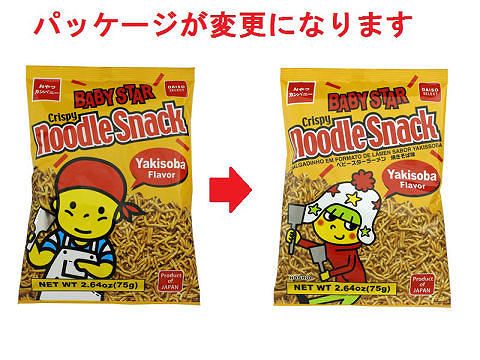 パッケージが変更になります
おやつ
カンパニー
BABY STAR
DAISO
SELECT
Crispy
Noodle Snack
Yakisoba
Flavor
Product
of
JAPAN
NET WT 2.64oz(75g)
おやつ
カンパニー
BABY STAR
DAISO
SELECT
Crispy
Noodle Snack
SALGADINHO EM FORMATO DE LÁMEN SABOR YAKISSOBA
ベビースターラーメン 焼きそば味
Yakisoba
Flavor
Product
of
JAPAN
NET WT 2.64oz(75g)